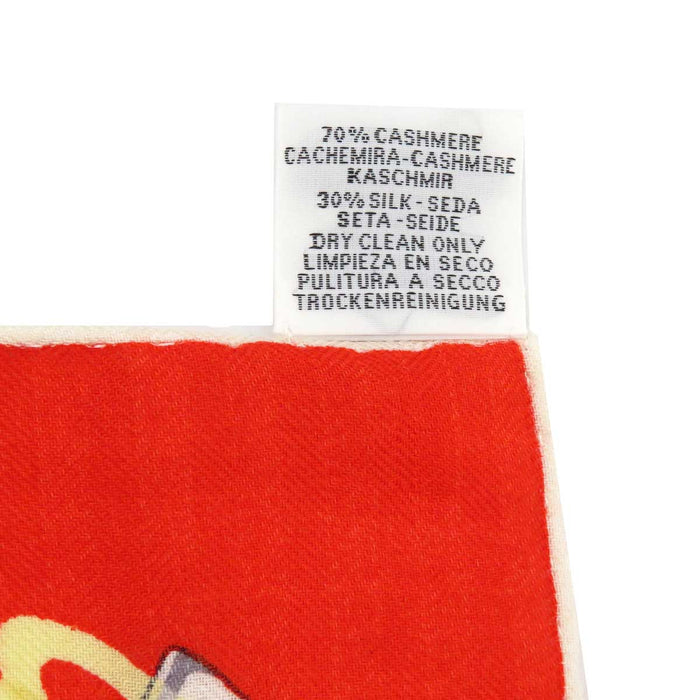 70% CASHMERE
CACHEMIRA-CASHMERE
KASCHMIR
30% SILK - SEDA
SETA - SEIDE
DRY CLEAN ONLY
LIMPIEZA EN SECO
PULITURA A SECCO
TROCKENREINIGUNG